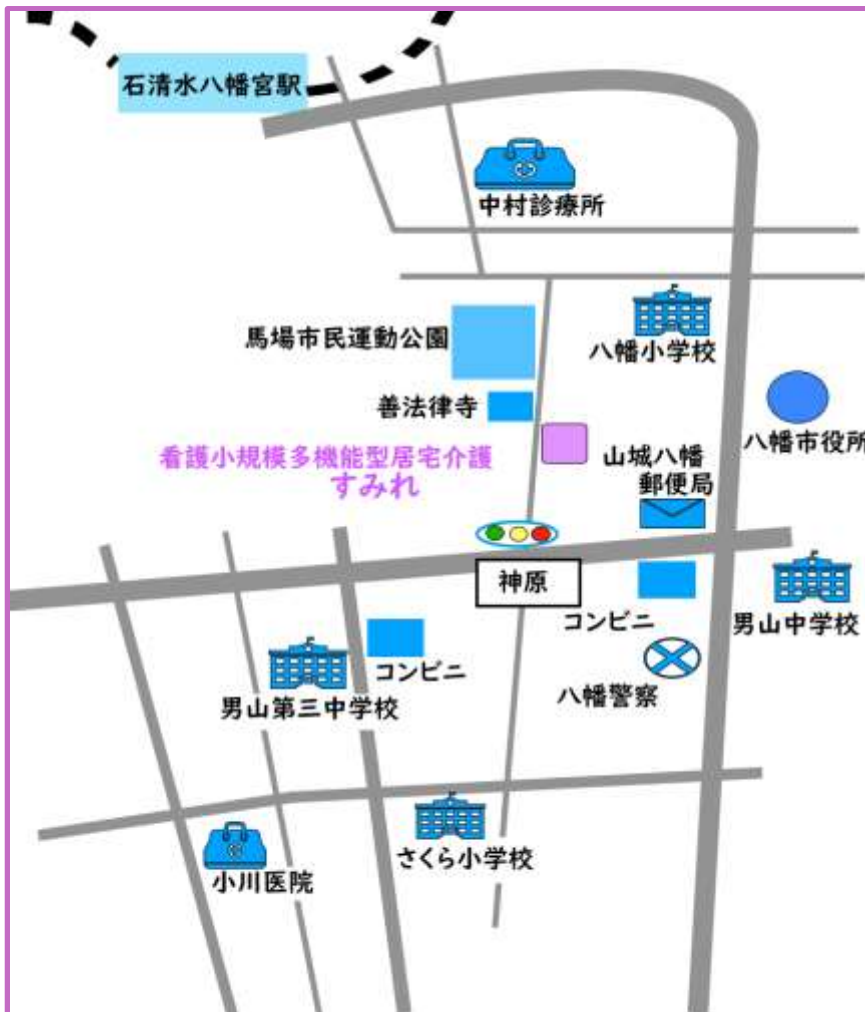 石清水八幡宮駅
中村診療所
馬場市民運動公園
八幡小学校
善法律寺
八幡市役所
看護小規模多機能型居宅介護
すみれ
山城八幡
郵便局
神原
コンビニ
男山中学校
コンビニ
八幡警察
男山第三中学校
さくら小学校
小川医院